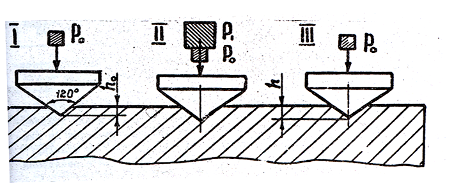 I P₀ II P₁ III
P₀ P₀
120° h₀ h